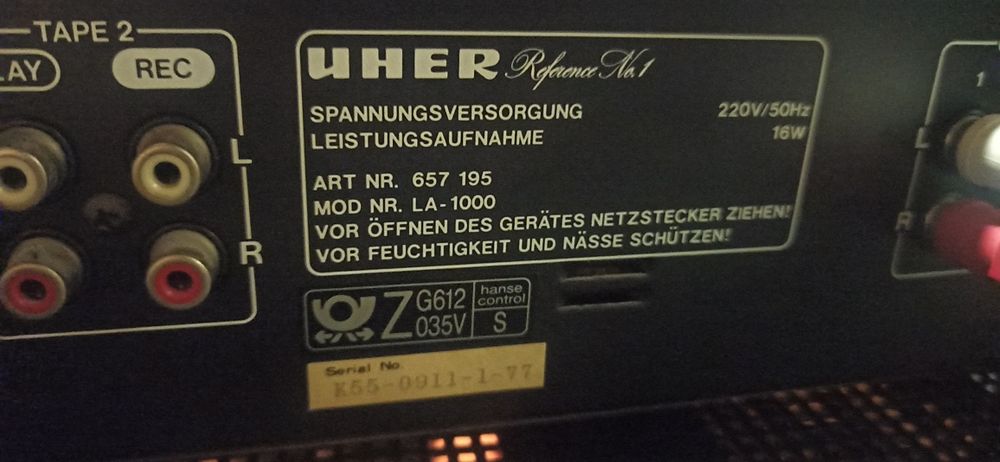 TAPE 2
LAY
REC
L
R
UHER Reference No.1
SPANNUNGSVERSORGUNG 220V/50Hz
LEISTUNGSAUFNAHME 16W
ART NR. 657 195
MOD NR. LA-1000
VOR ÖFFNEN DES GERÄTES NETZSTECKER ZIEHEN!
VOR FEUCHTIGKEIT UND NÄSSE SCHÜTZEN!
Z G612
035V
hanse
control
S
Serial No.
K55-0911-1-77
1
L
R